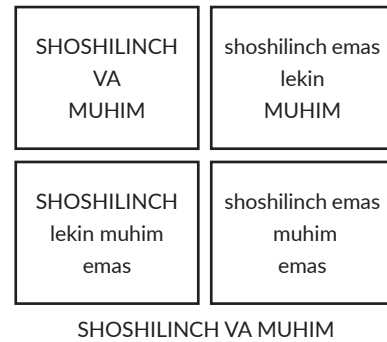 SHOSHILINCH
VA
MUHIM
shoshilinch emas
lekin
MUHIM
SHOSHILINCH
lekin muhim
emas
shoshilinch emas
muhim
emas
SHOSHILINCH VA MUHIM